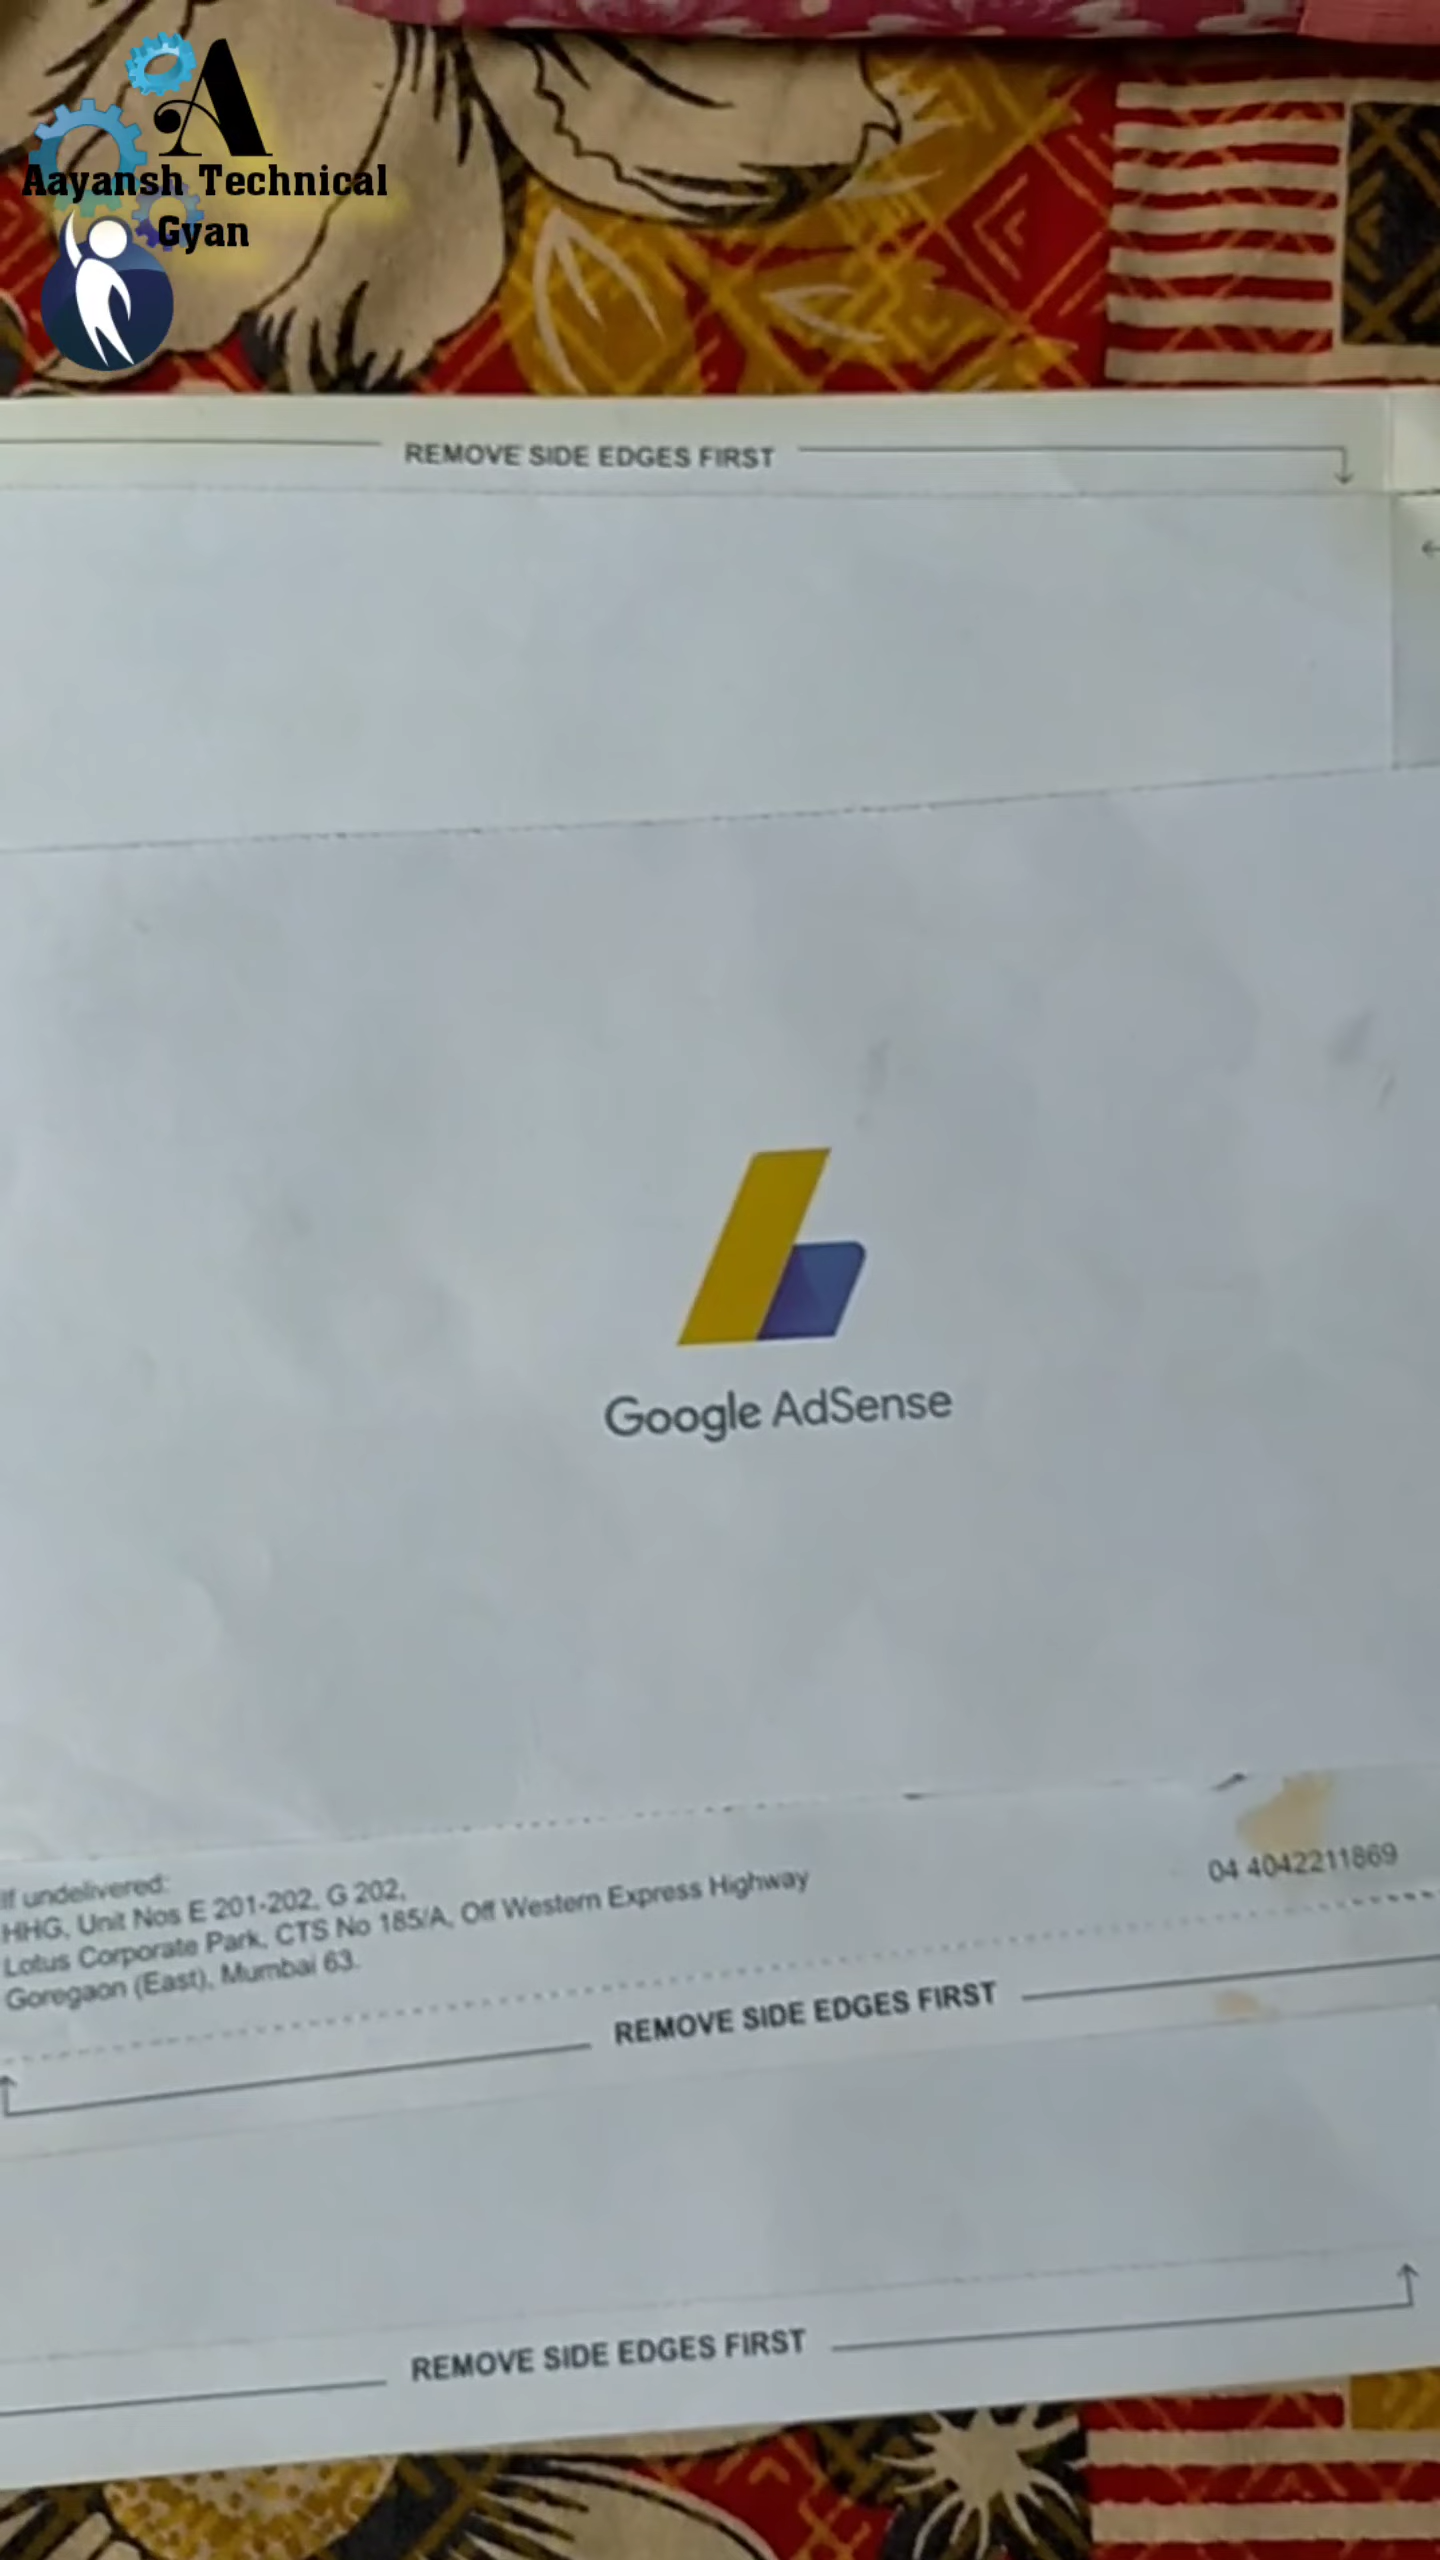 A
Aayansh Technical
Gyan
REMOVE SIDE EDGES FIRST
Google AdSense
If undelivered:
HHG, Unit Nos E 201-202, G 202,
Lotus Corporate Park, CTS No 185/A, Off Western Express Highway
Goregaon (East), Mumbai 63.
04 4042211869
REMOVE SIDE EDGES FIRST
REMOVE SIDE EDGES FIRST